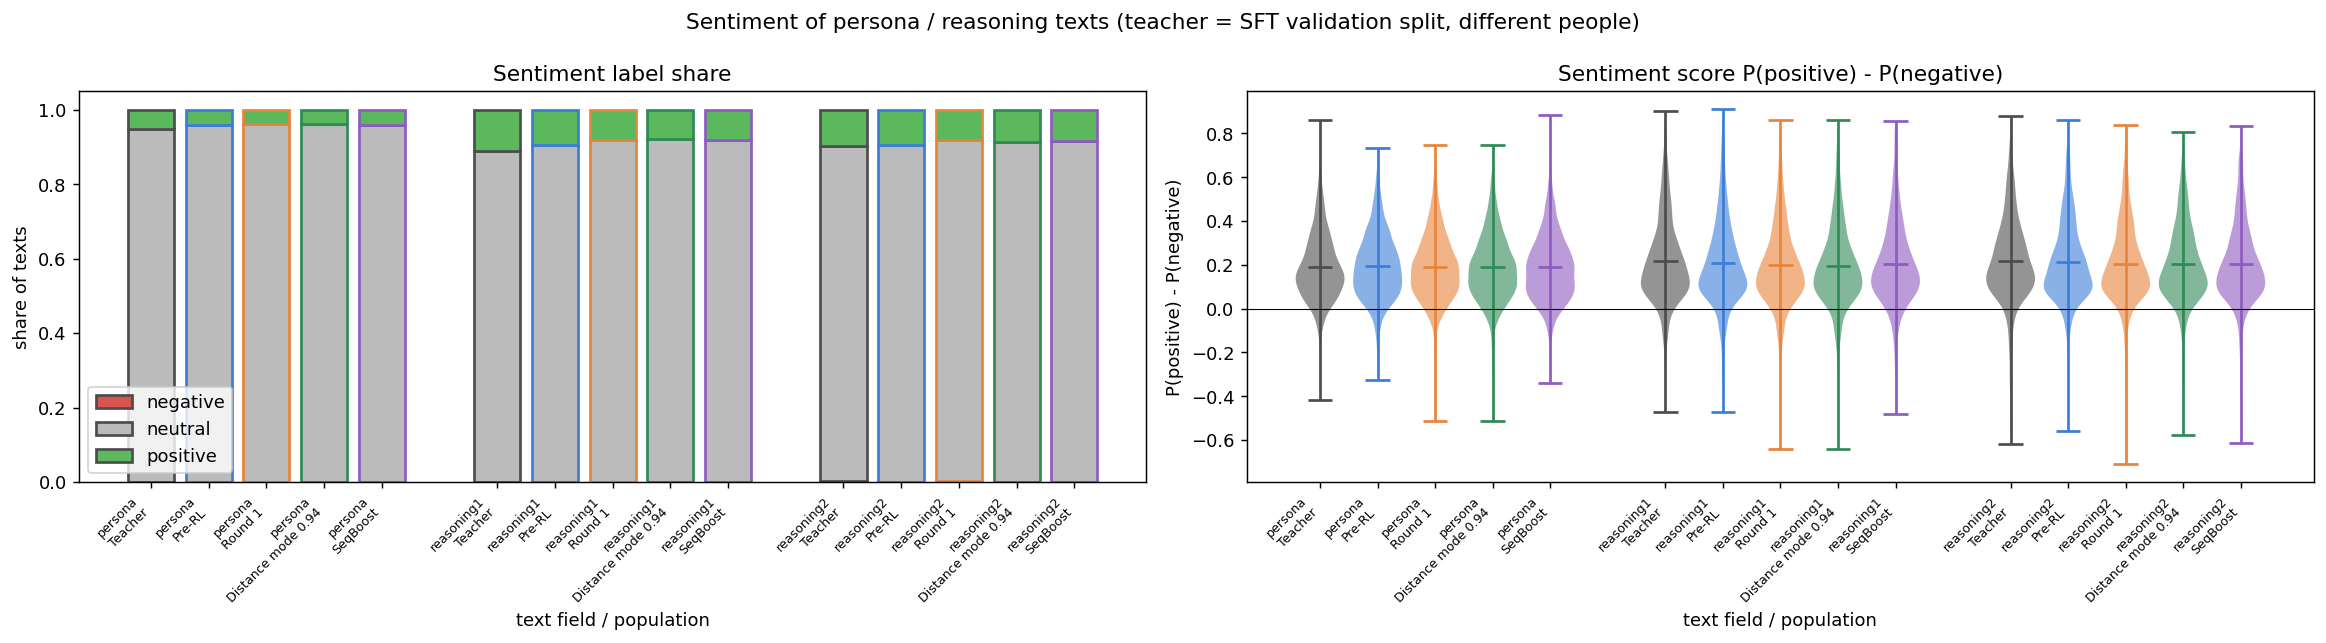 Sentiment of persona / reasoning texts (teacher = SFT validation split, different people)
Sentiment label share
share of texts
1.0
0.8
0.6
0.4
0.2
0.0
negative
neutral
positive
persona
Teacher
persona
Pre-RL
persona
Round 1
persona
Distance mode 0.94
persona
SeqBoost
reasoning1
Teacher
reasoning1
Pre-RL
reasoning1
Round 1
reasoning1
Distance mode 0.94
reasoning1
SeqBoost
reasoning2
Teacher
reasoning2
Pre-RL
reasoning2
Round 1
reasoning2
Distance mode 0.94
reasoning2
SeqBoost
text field / population
Sentiment score P(positive) - P(negative)
P(positive) - P(negative)
0.8
0.6
0.4
0.2
0.0
−0.2
−0.4
−0.6
persona
Teacher
persona
Pre-RL
persona
Round 1
persona
Distance mode 0.94
persona
SeqBoost
reasoning1
Teacher
reasoning1
Pre-RL
reasoning1
Round 1
reasoning1
Distance mode 0.94
reasoning1
SeqBoost
reasoning2
Teacher
reasoning2
Pre-RL
reasoning2
Round 1
reasoning2
Distance mode 0.94
reasoning2
SeqBoost
text field / population